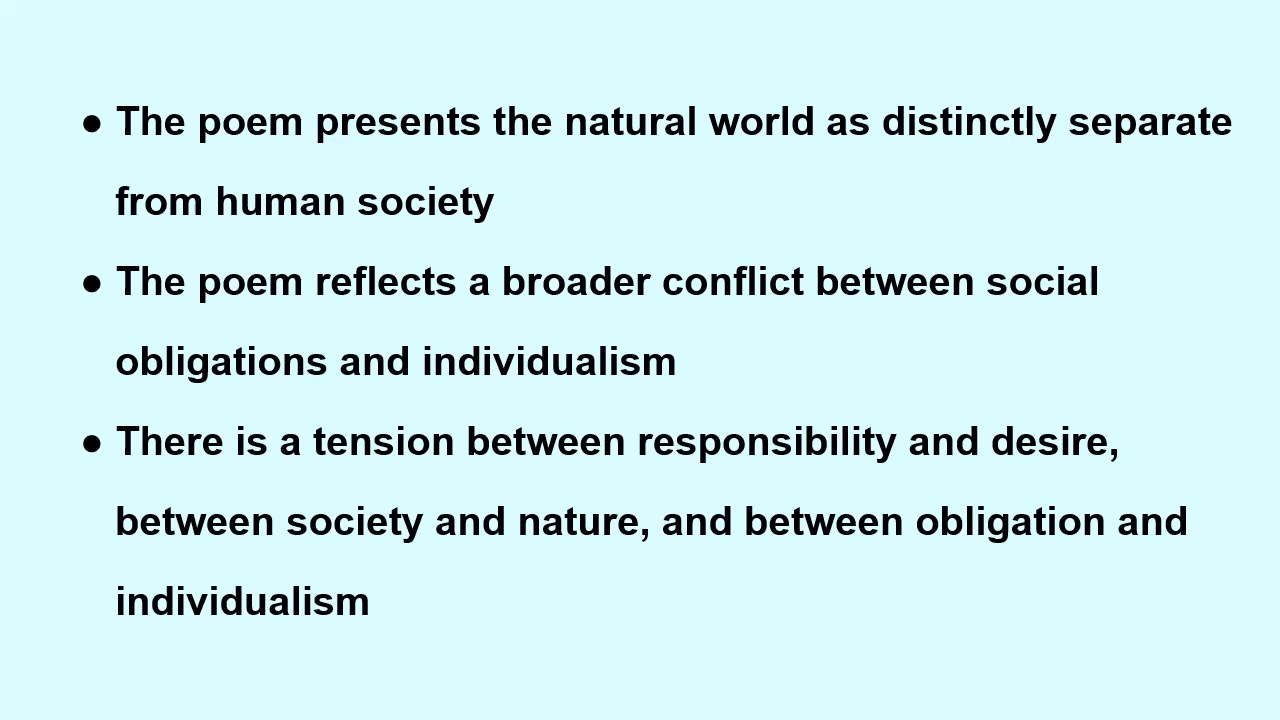 ● The poem presents the natural world as distinctly separate
from human society
● The poem reflects a broader conflict between social
obligations and individualism
● There is a tension between responsibility and desire,
between society and nature, and between obligation and
individualism